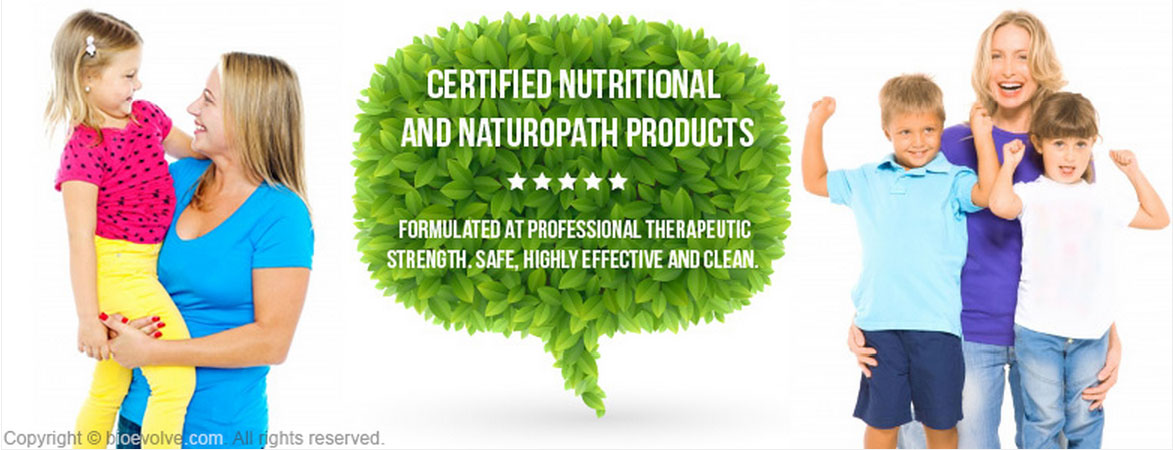 CERTIFIED NUTRITIONAL
AND NATUROPATH PRODUCTS
FORMULATED AT PROFESSIONAL THERAPEUTIC
STRENGTH. SAFE, HIGHLY EFFECTIVE AND CLEAN.
Copyright © bioevolve.com. All rights reserved.